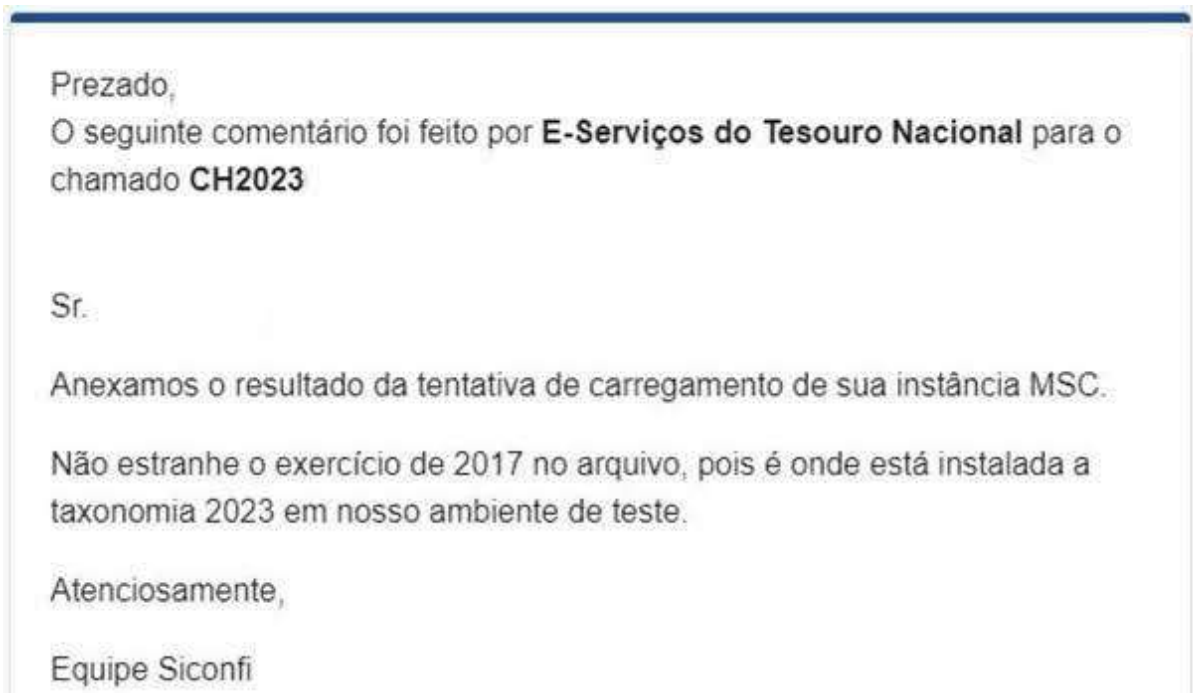 Prezado,
O seguinte comentário foi feito por E-Serviços do Tesouro Nacional para o
chamado CH2023
Sr.
Anexamos o resultado da tentativa de carregamento de sua instância MSC.
Não estranhe o exercício de 2017 no arquivo, pois é onde está instalada a
taxonomia 2023 em nosso ambiente de teste.
Atenciosamente,
Equipe Siconfi